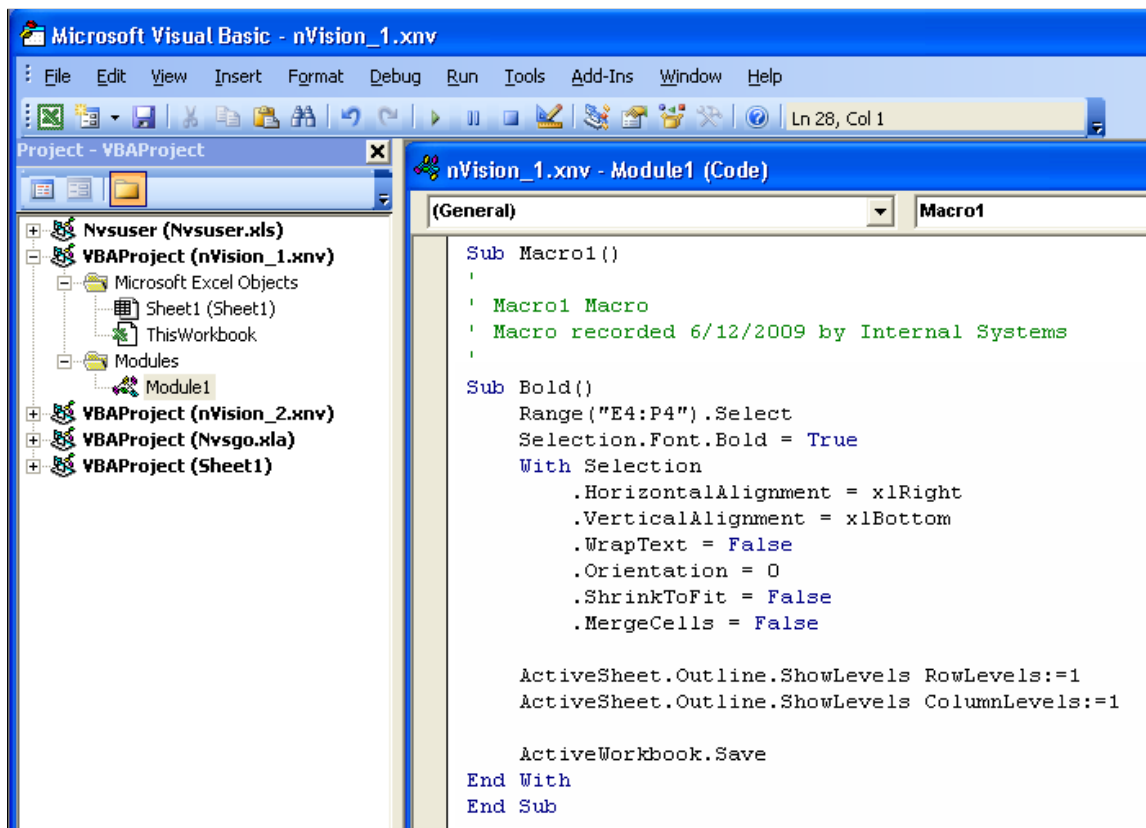 Microsoft Visual Basic - nVision_1.xnv
File Edit View Insert Format Debug Run Tools Add-Ins Window Help
Ln 28, Col 1
Project - VBAProject
Nvsuser (Nvsuser.xls)
VBAProject (nVision_1.xnv)
Microsoft Excel Objects
Sheet1 (Sheet1)
ThisWorkbook
Modules
Module1
VBAProject (nVision_2.xnv)
VBAProject (Nvsgo.xla)
VBAProject (Sheet1)
nVision_1.xnv - Module1 (Code)
(General) Macro1
Sub Macro1()
'
' Macro1 Macro
' Macro recorded 6/12/2009 by Internal Systems
'
Sub Bold()
Range("E4:P4").Select
Selection.Font.Bold = True
With Selection
.HorizontalAlignment = xlRight
.VerticalAlignment = xlBottom
.WrapText = False
.Orientation = 0
.ShrinkToFit = False
.MergeCells = False
ActiveSheet.Outline.ShowLevels RowLevels:=1
ActiveSheet.Outline.ShowLevels ColumnLevels:=1
ActiveWorkbook.Save
End With
End Sub